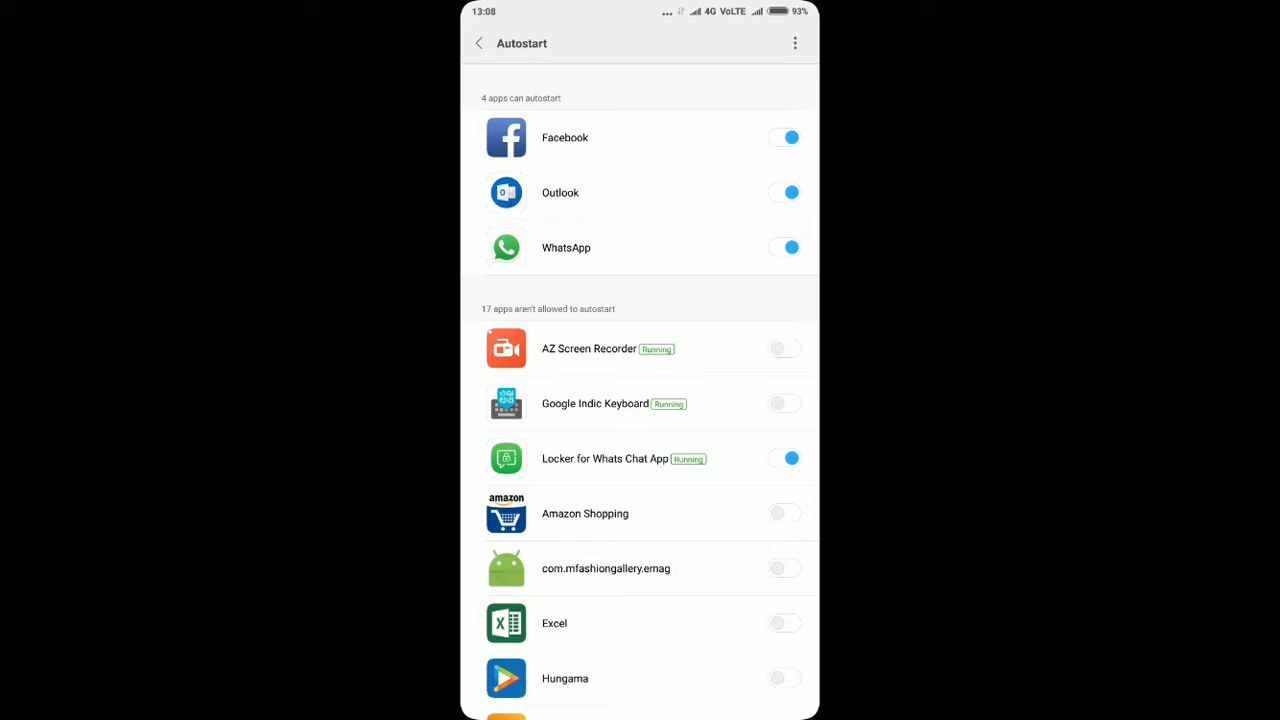 13:08 ... 4G VoLTE 93%
Autostart
4 apps can autostart
Facebook
Outlook
WhatsApp
17 apps aren't allowed to autostart
AZ Screen Recorder Running
Google Indic Keyboard Running
Locker for Whats Chat App Running
amazon
Amazon Shopping
com.mfashiongallery.emag
Excel
Hungama